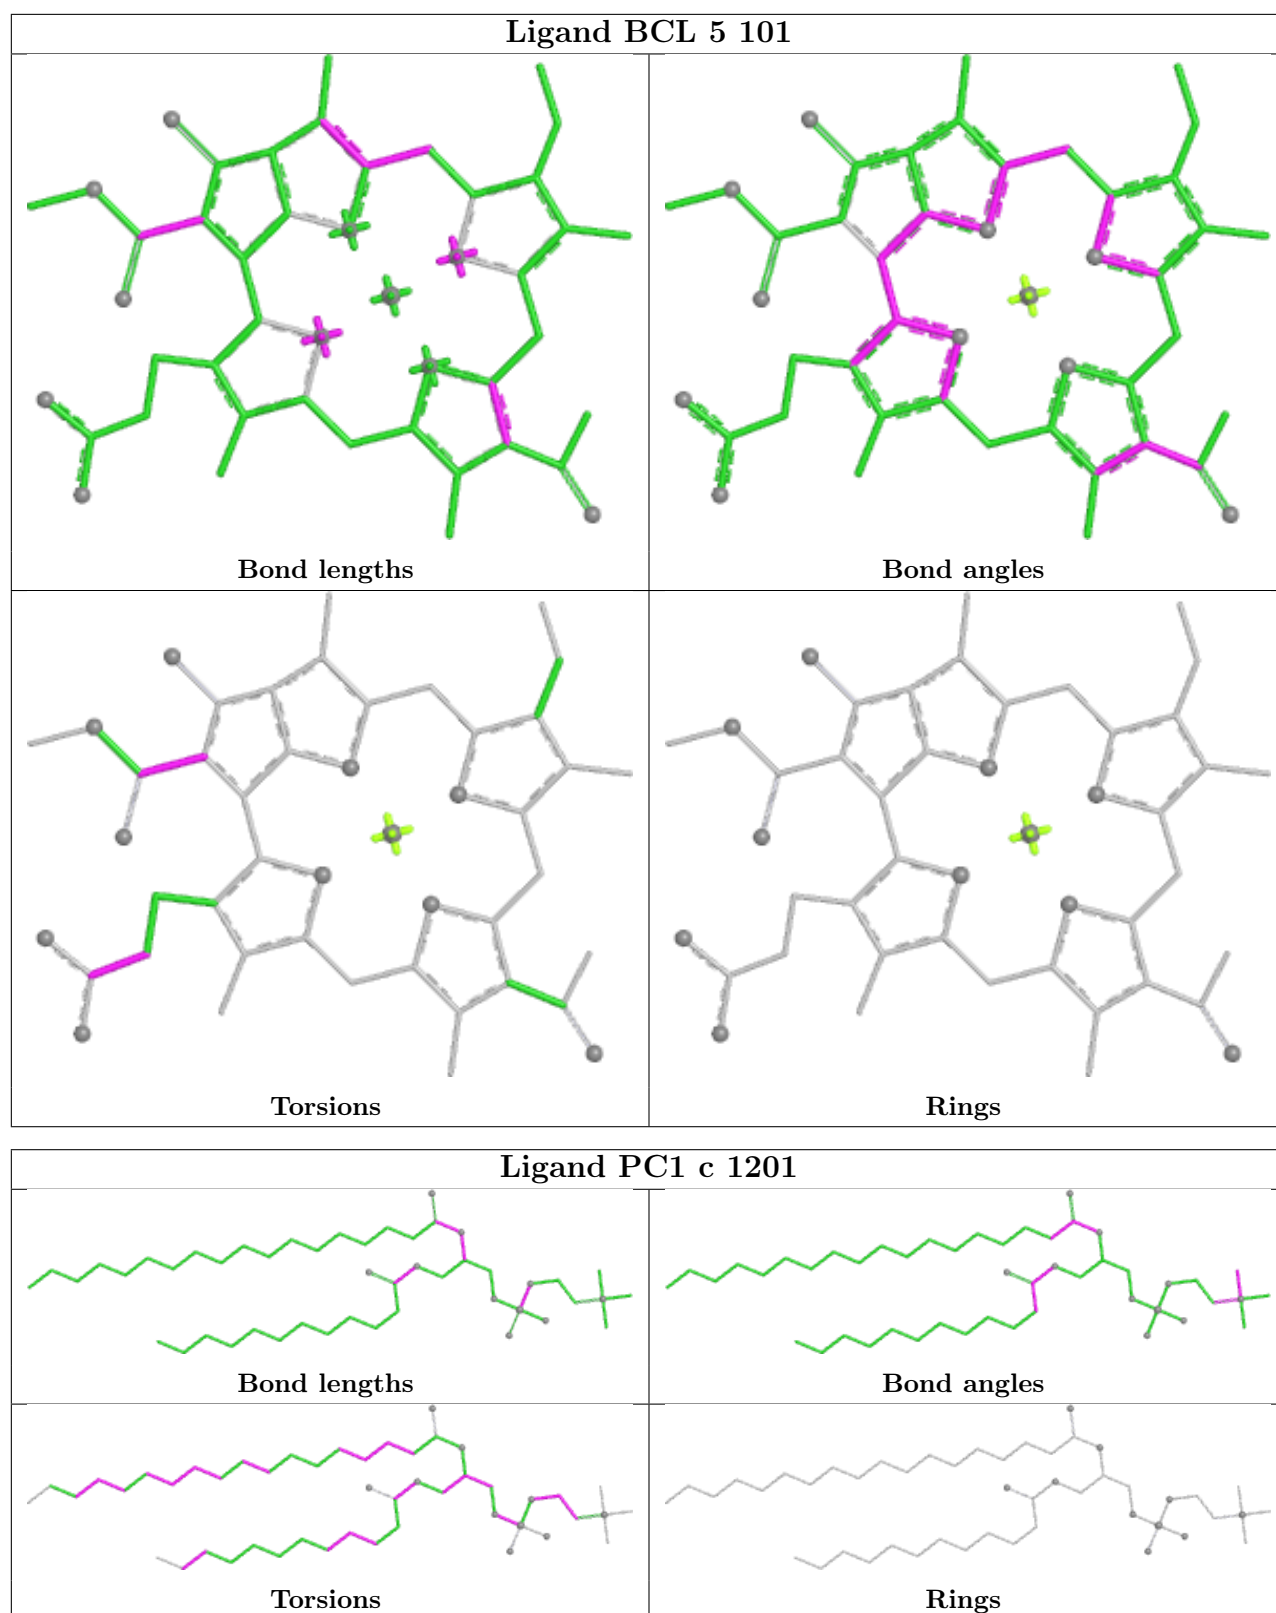 Ligand BCL 5 101
Bond lengths
Bond angles
Torsions
Rings
Ligand PC1 c 1201
Bond lengths
Bond angles
Torsions
Rings